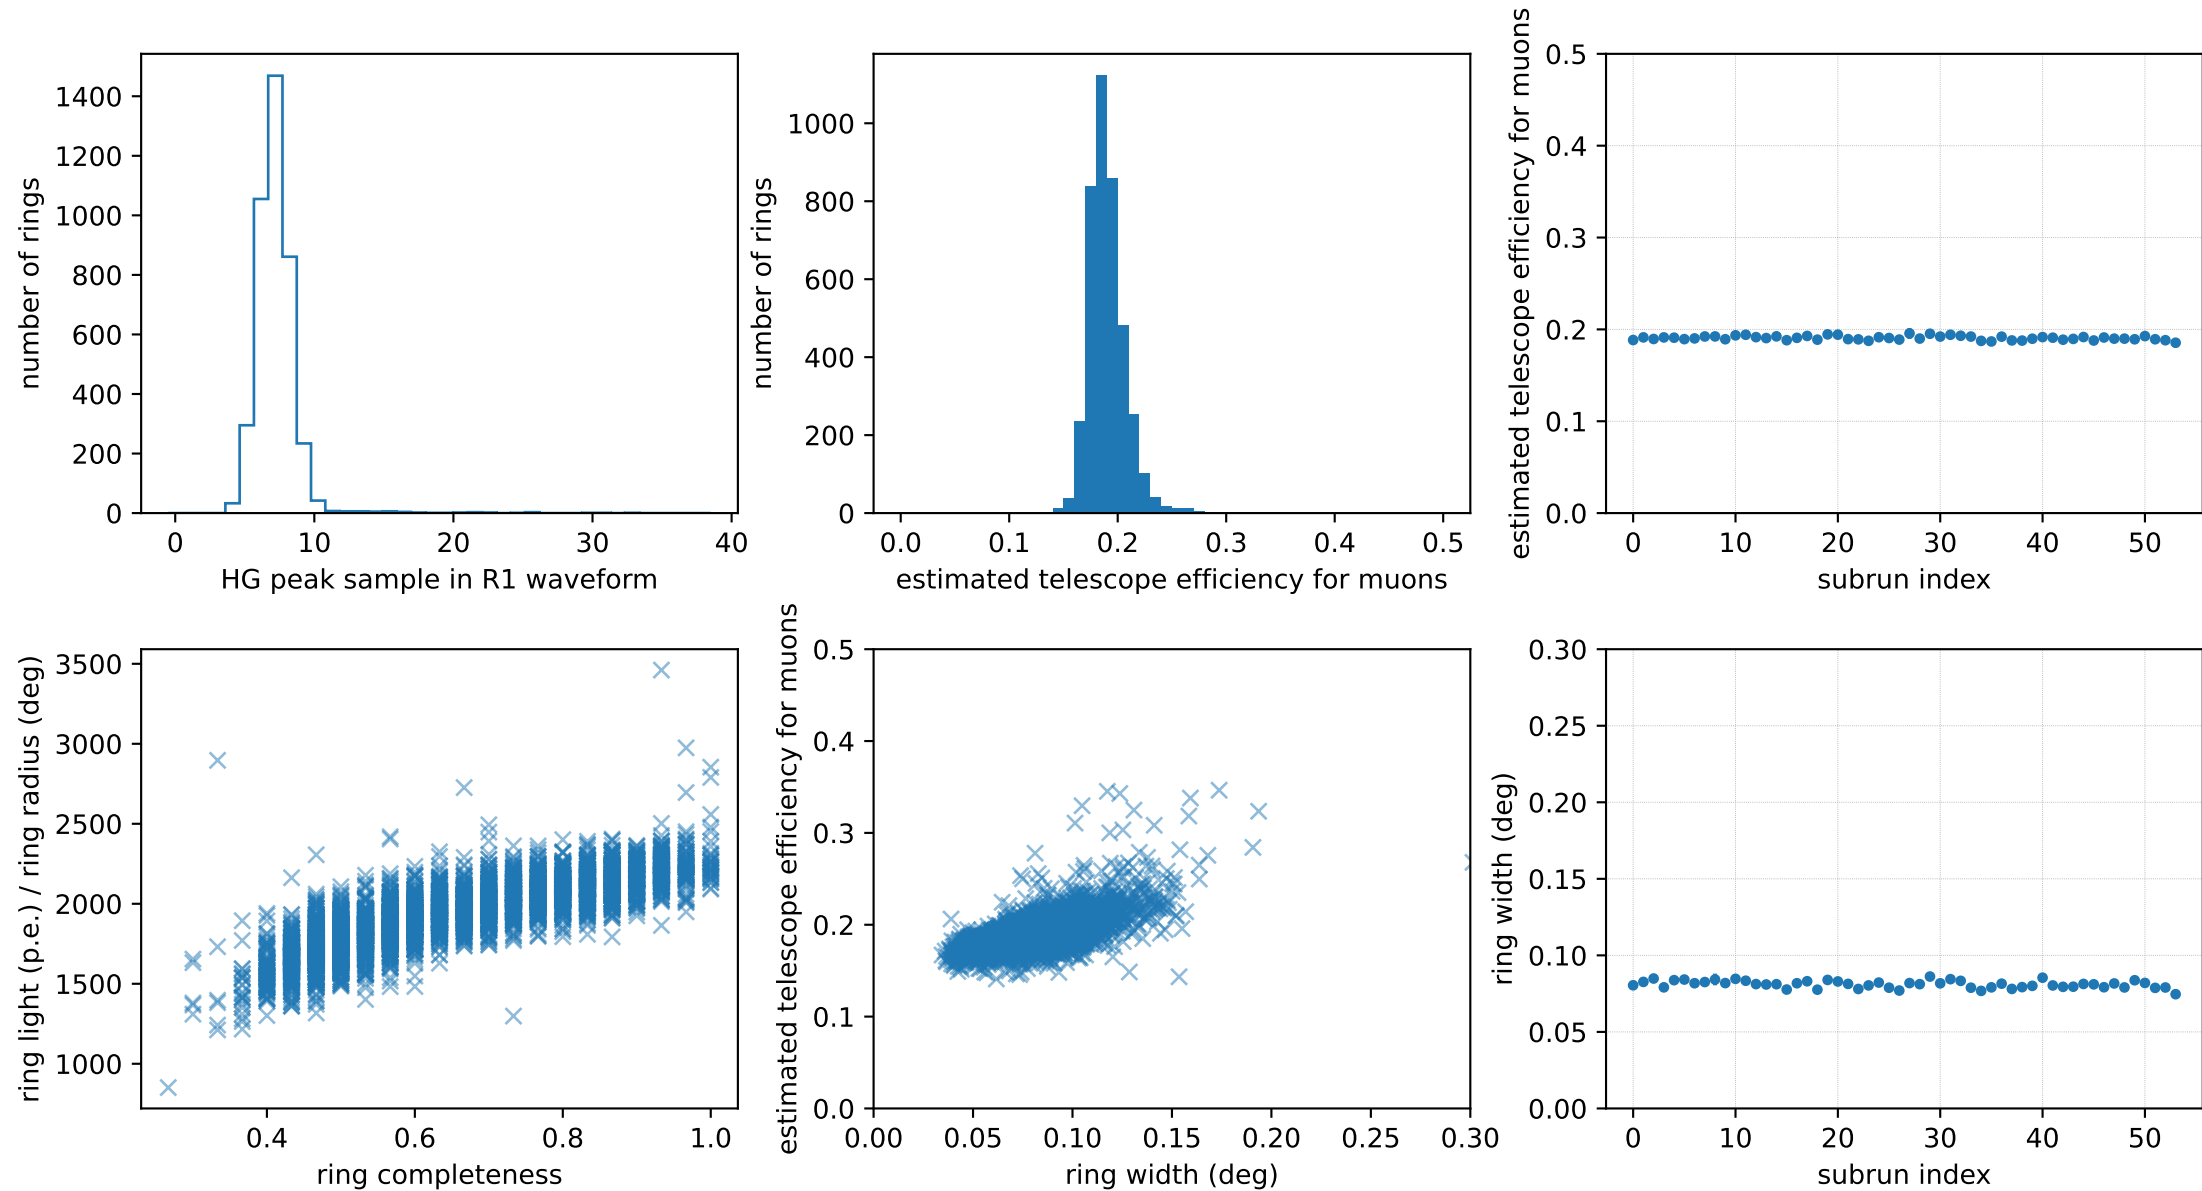 number of rings
1400
1200
1000
800
600
400
200
0
0 10 20 30 40
HG peak sample in R1 waveform
number of rings
1000
800
600
400
200
0
0.0 0.1 0.2 0.3 0.4 0.5
estimated telescope efficiency for muons
estimated telescope efficiency for muons
0.5
0.4
0.3
0.2
0.1
0.0
0 10 20 30 40 50
subrun index
ring light (p.e.) / ring radius (deg)
3500
3000
2500
2000
1500
1000
0.4 0.6 0.8 1.0
ring completeness
estimated telescope efficiency for muons
0.5
0.4
0.3
0.2
0.1
0.0
0.00 0.05 0.10 0.15 0.20 0.25 0.30
ring width (deg)
ring width (deg)
0.30
0.25
0.20
0.15
0.10
0.05
0.00
0 10 20 30 40 50
subrun index